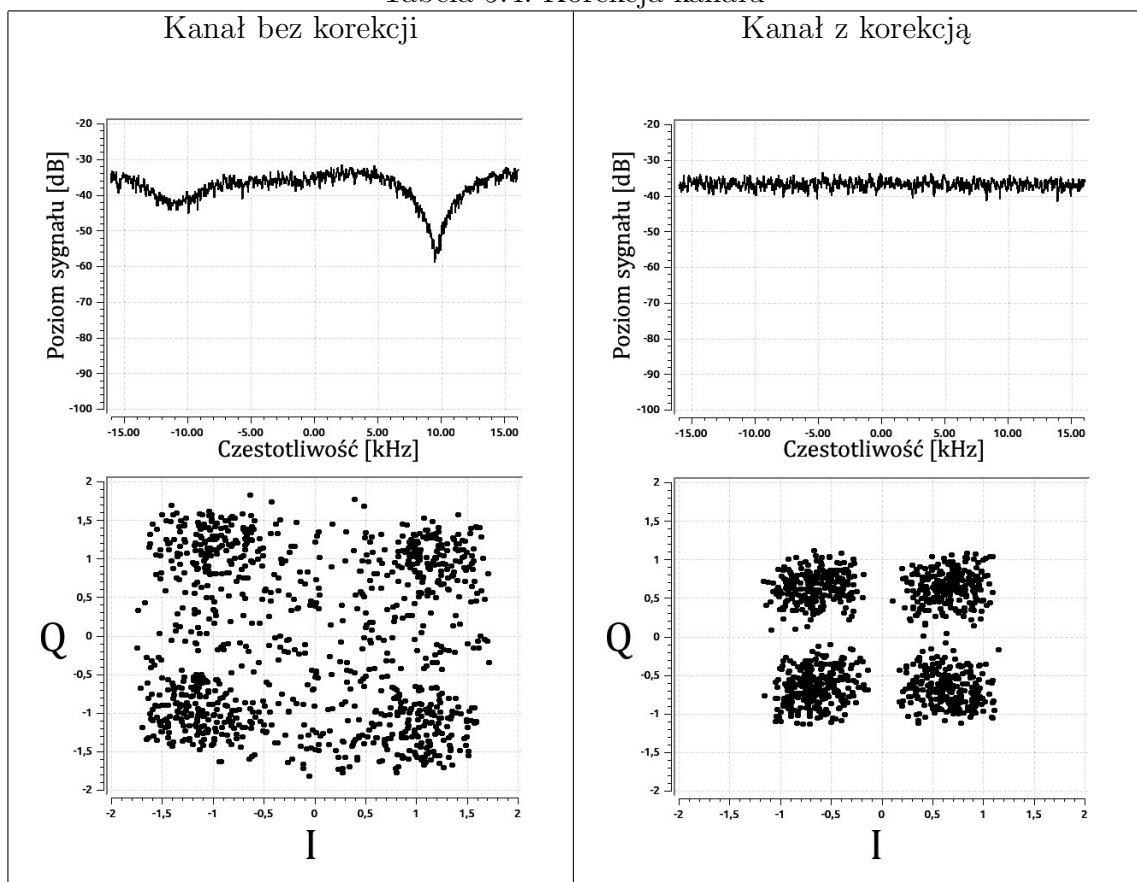 Tabela Korekcja kanału
Kanał bez korekcji
Poziom sygnału [dB]
-20
-30
-40
-50
-60
-70
-80
-90
-100
-15.00 -10.00 -5.00 0.00 5.00 10.00 15.00
Czestotliwość [kHz]
Q
2
1,5
1
0,5
0
-0,5
-1
-1,5
-2
-2 -1,5 -1 -0,5 0 0,5 1 1,5 2
I
Kanał z korekcją
Poziom sygnału [dB]
-20
-30
-40
-50
-60
-70
-80
-90
-100
-15.00 -10.00 -5.00 0.00 5.00 10.00 15.00
Czestotliwość [kHz]
Q
2
1,5
1
0,5
0
-0,5
-1
-1,5
-2
-2 -1,5 -1 -0,5 0 0,5 1 1,5 2
I